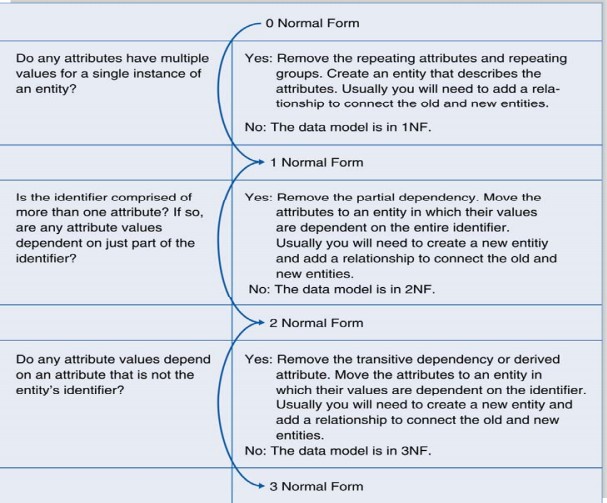 0 Normal Form
Do any attributes have multiple
values for a single instance of
an entity?
Yes: Remove the repeating attributes and repeating
groups. Create an entity that describes the
attributes. Usually you will need to add a rela-
tionship to connect the old and new entities.
No: The data model is in 1NF.
1 Normal Form
Is the identifier comprised of
more than one attribute? If so,
are any attribute values
dependent on just part of the
identifier?
Yes: Remove the partial dependency. Move the
attributes to an entity in which their values
are dependent on the entire identifier.
Usually you will need to create a new entitiy
and add a relationship to connect the old and
new entities.
No: The data model is in 2NF.
2 Normal Form
Do any attribute values depend
on an attribute that is not the
entity's identifier?
Yes: Remove the transitive dependency or derived
attribute. Move the attributes to an entity in
which their values are dependent on the identifier.
Usually you will need to create a new entity and
add a relationship to connect the old and new
entities.
No: The data model is in 3NF.
3 Normal Form